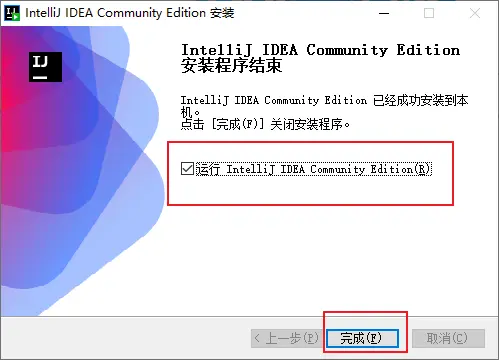 IntelliJ IDEA Community Edition 安装
IJ
IntelliJ IDEA Community Edition
安装程序结束
IntelliJ IDEA Community Edition 已经成功安装到本
机。
点击 [完成(F)] 关闭安装程序。
运行 IntelliJ IDEA Community Edition(R)
< 上一步(P) 完成(F) 取消(C)